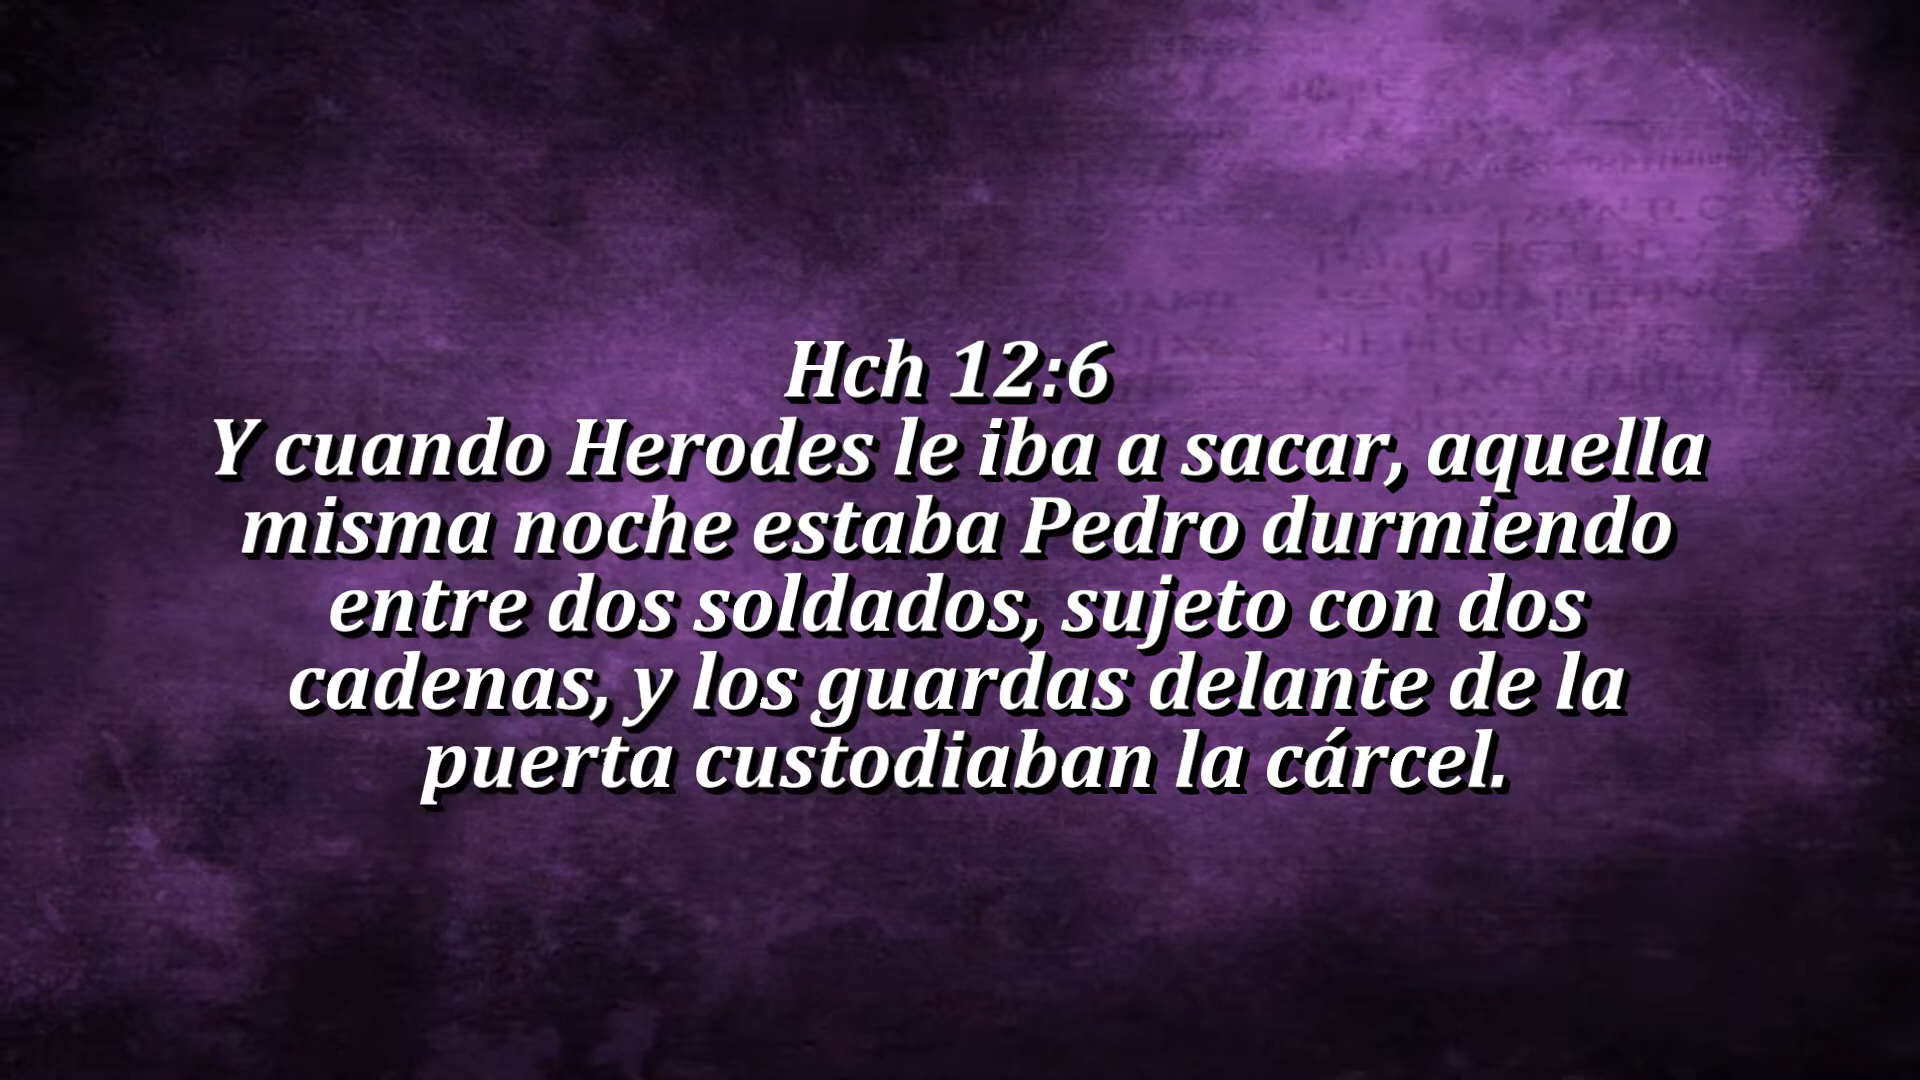 Hch 12:6
Y cuando Herodes le iba a sacar, aquella
misma noche estaba Pedro durmiendo
entre dos soldados, sujeto con dos
cadenas, y los guardas delante de la
puerta custodiaban la cárcel.